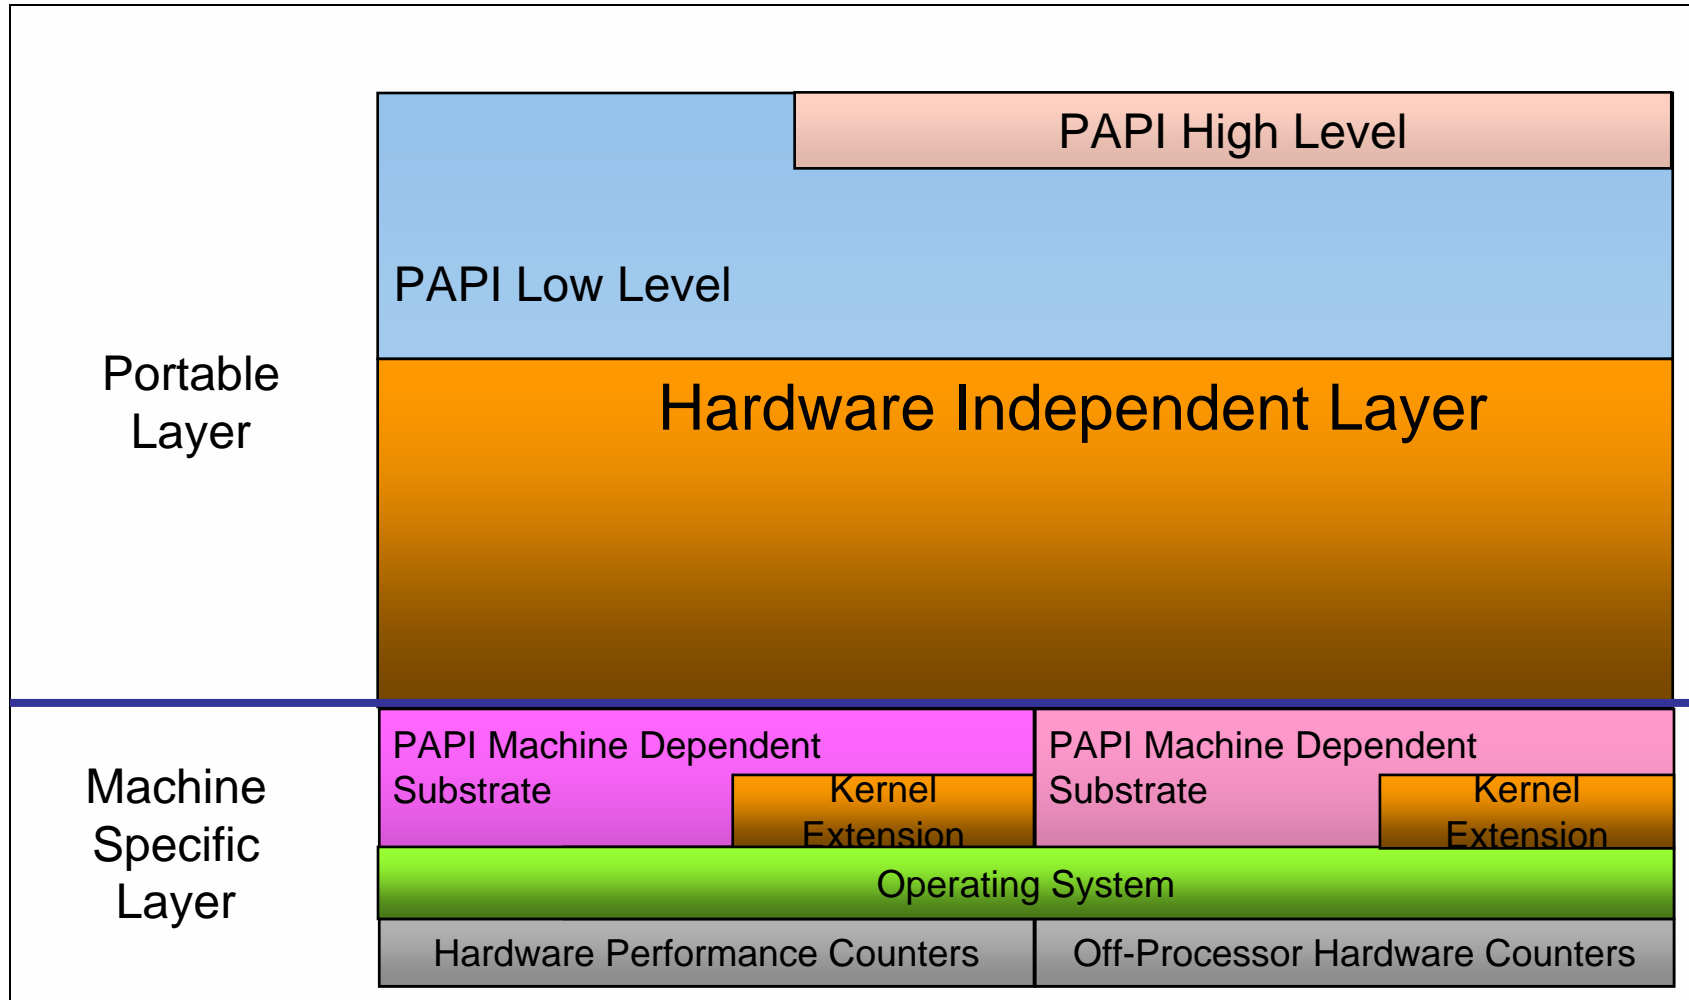 PAPI High Level
PAPI Low Level
Portable
Layer
Hardware Independent Layer
PAPI Machine Dependent
Substrate
Kernel
Extension
PAPI Machine Dependent
Substrate
Kernel
Extension
Machine
Specific
Layer
Operating System
Hardware Performance Counters
Off-Processor Hardware Counters